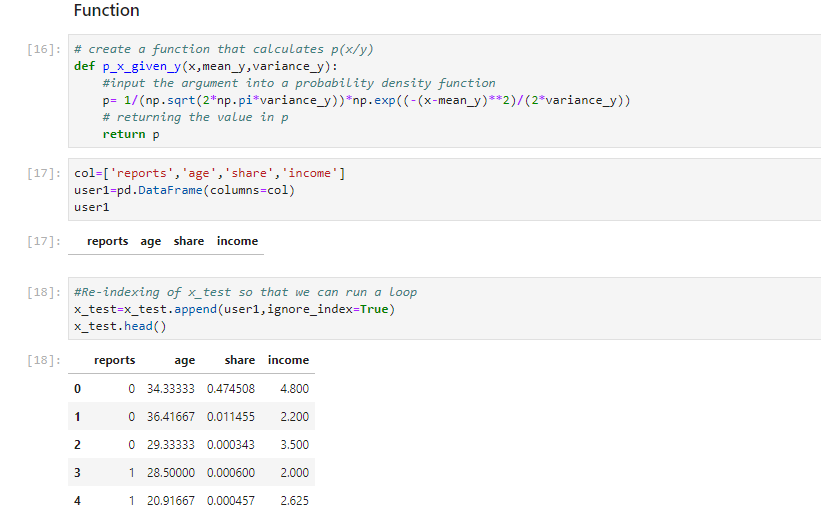 Function
[16]: # create a function that calculates p(x/y)
def p_x_given_y(x,mean_y,variance_y):
#input the argument into a probability density function
p= 1/(np.sqrt(2*np.pi*variance_y))*np.exp((-(x-mean_y)**2)/(2*variance_y))
# returning the value in p
return p
[17]: col=['reports','age','share','income']
user1=pd.DataFrame(columns=col)
user1
[17]: reports age share income
[18]: #Re-indexing of x_test so that we can run a loop
x_test=x_test.append(user1,ignore_index=True)
x_test.head()
[18]: reports age share income
0 0 34.33333 0.474508 4.800
1 0 36.41667 0.011455 2.200
2 0 29.33333 0.000343 3.500
3 1 28.50000 0.000600 2.000
4 1 20.91667 0.000457 2.625